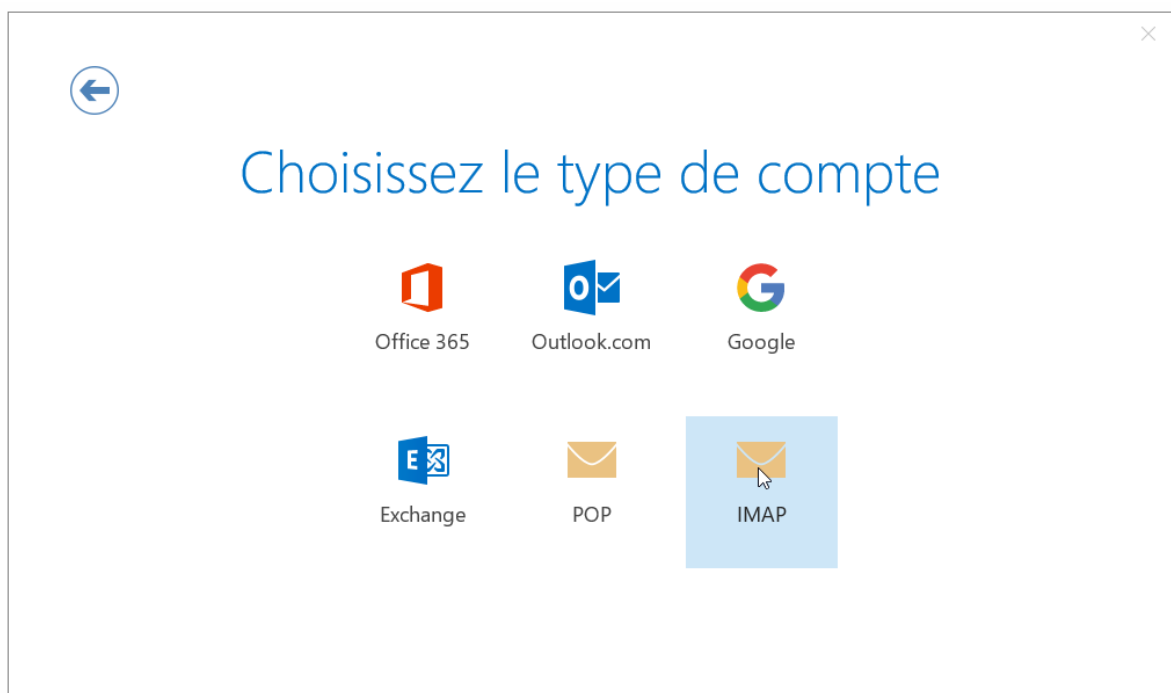 Choisissez le type de compte
Office 365
Outlook.com
Google
Exchange
POP
IMAP